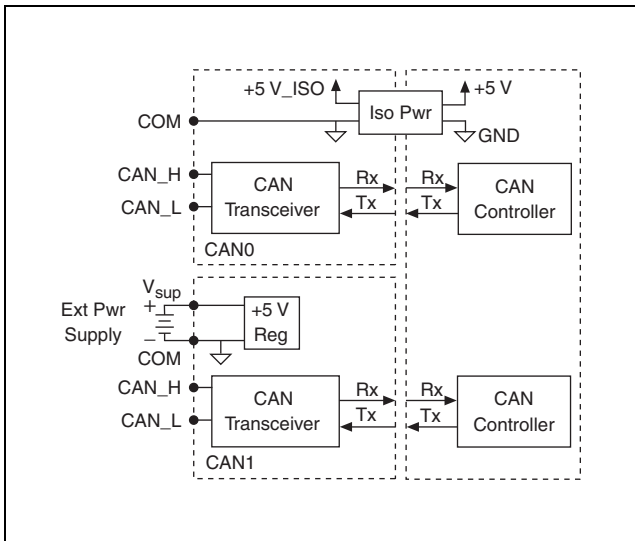 +5 V_ISO
Iso Pwr
+5 V
COM
GND
CAN_H
CAN_L
CAN
Transceiver
Rx
Tx
Rx
Tx
CAN
Controller
CAN0
Vsup
+
−
Ext Pwr
Supply
+5 V
Reg
COM
CAN_H
CAN_L
CAN
Transceiver
Rx
Tx
Rx
Tx
CAN
Controller
CAN1